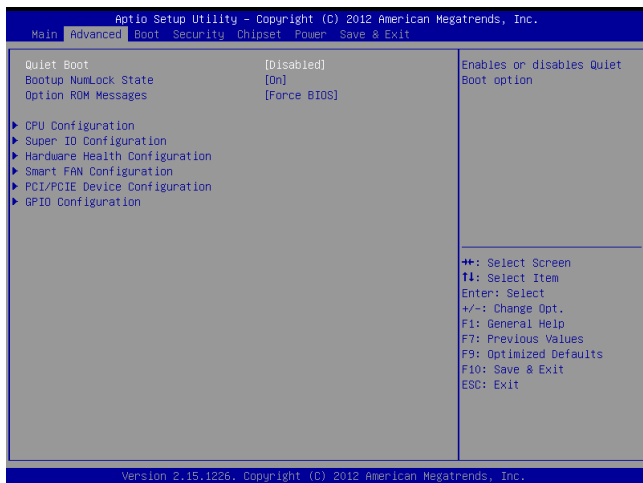 Aptio Setup Utility – Copyright (C) 2012 American Megatrends, Inc.
Main Advanced Boot Security Chipset Power Save & Exit
Quiet Boot [Disabled]
Bootup NumLock State [On]
Option ROM Messages [Force BIOS]
▶ CPU Configuration
▶ Super IO Configuration
▶ Hardware Health Configuration
▶ Smart FAN Configuration
▶ PCI/PCIE Device Configuration
▶ GPIO Configuration
Enables or disables Quiet
Boot option
→←: Select Screen
↑↓: Select Item
Enter: Select
+/-: Change Opt.
F1: General Help
F7: Previous Values
F9: Optimized Defaults
F10: Save & Exit
ESC: Exit
Version 2.15.1226. Copyright (C) 2012 American Megatrends, Inc.